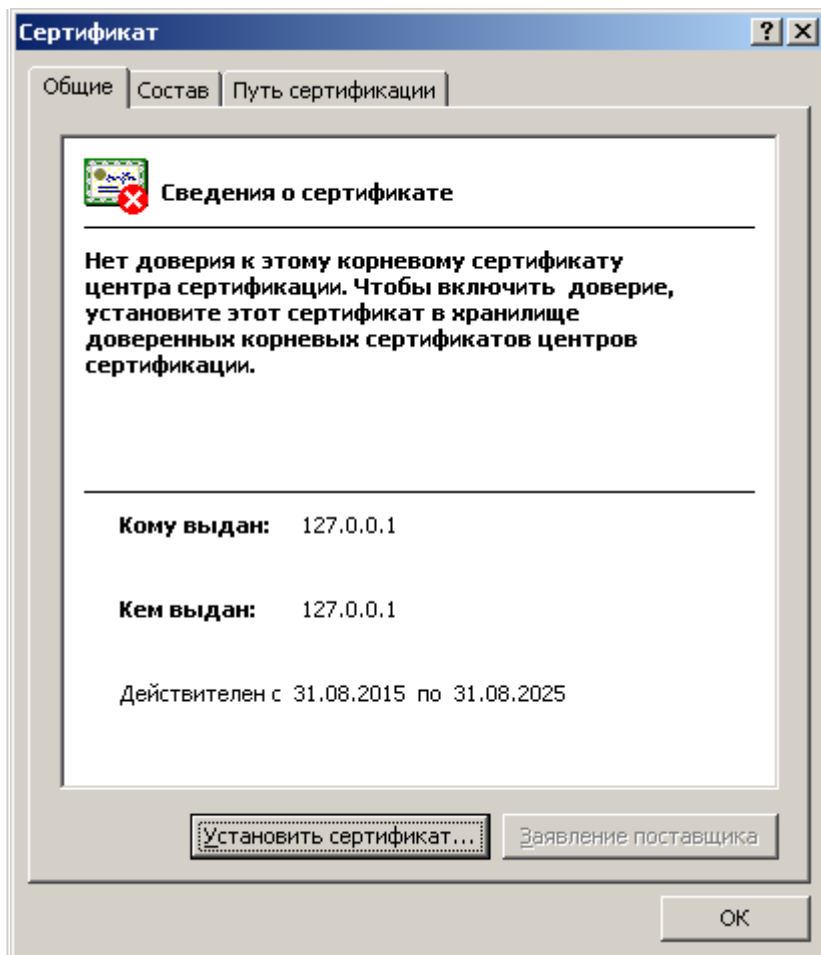 Сертификат
Общие
Состав
Путь сертификации
Сведения о сертификате
Нет доверия к этому корневому сертификату
центра сертификации. Чтобы включить доверие,
установите этот сертификат в хранилище
доверенных корневых сертификатов центров
сертификации.
Кому выдан: 127.0.0.1
Кем выдан: 127.0.0.1
Действителен с 31.08.2015 по 31.08.2025
Установить сертификат...
Заявление поставщика
ОК